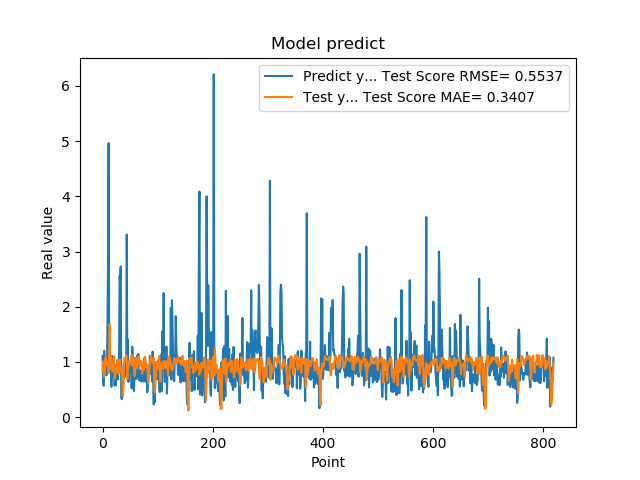 Model predict
Predict y... Test Score RMSE= 0.5537
Test y... Test Score MAE= 0.3407
Real value
6
5
4
3
2
1
0
0 200 400 600 800
Point